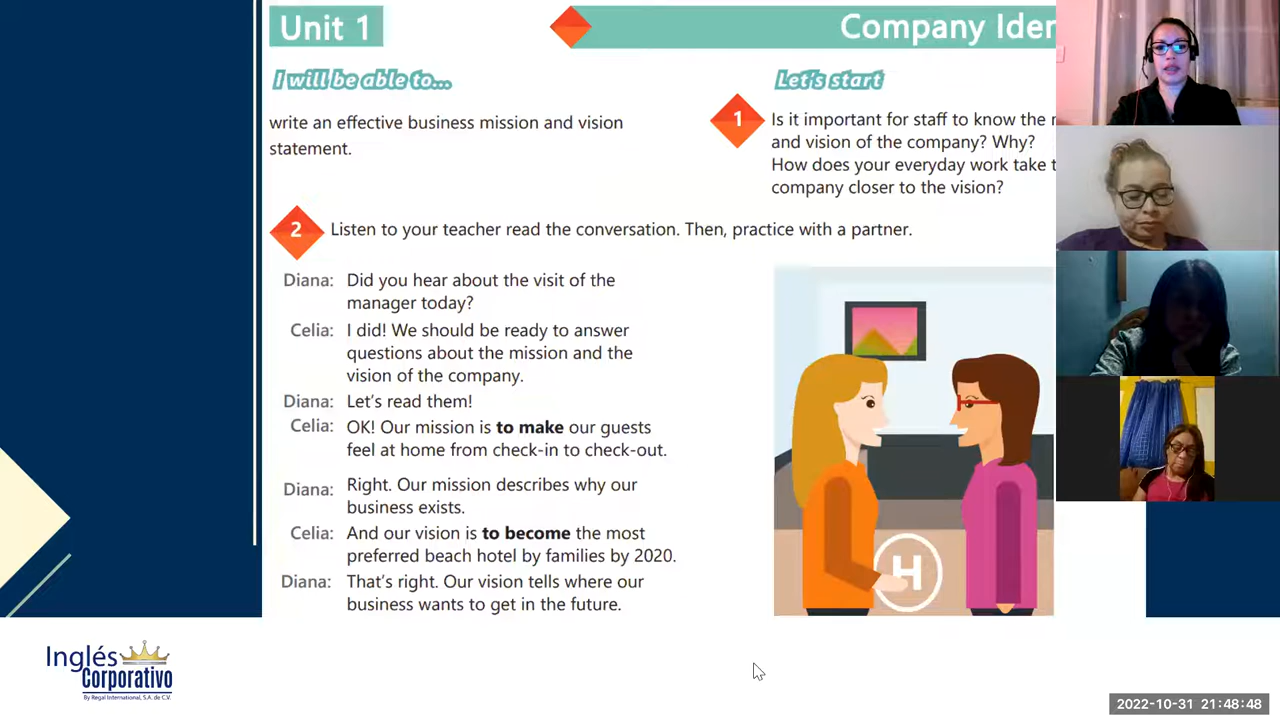 Unit 1
Company Iden
I will be able to...
write an effective business mission and vision
statement.
Let's start
1
Is it important for staff to know the
and vision of the company? Why?
How does your everyday work take
company closer to the vision?
2
Listen to your teacher read the conversation. Then, practice with a partner.
Diana: Did you hear about the visit of the
manager today?
Celia: I did! We should be ready to answer
questions about the mission and the
vision of the company.
Diana: Let's read them!
Celia: OK! Our mission is to make our guests
feel at home from check-in to check-out.
Diana: Right. Our mission describes why our
business exists.
Celia: And our vision is to become the most
preferred beach hotel by families by 2020.
Diana: That's right. Our vision tells where our
business wants to get in the future.
H
Inglés
Corporativo
By Regal International, S.A. de C.V.
2022-10-31 21:48:48